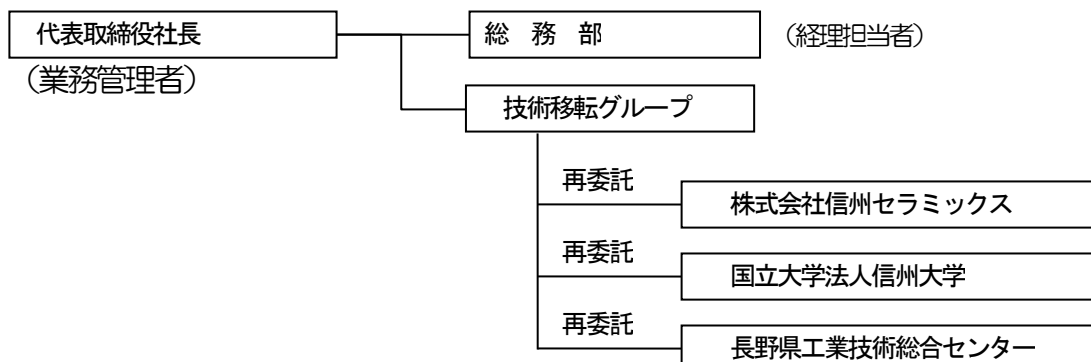 代表取締役社長
総　務　部
（経理担当者）
（業務管理者）
技術移転グループ
再委託
株式会社信州セラミックス
再委託
国立大学法人信州大学
再委託
長野県工業技術総合センター